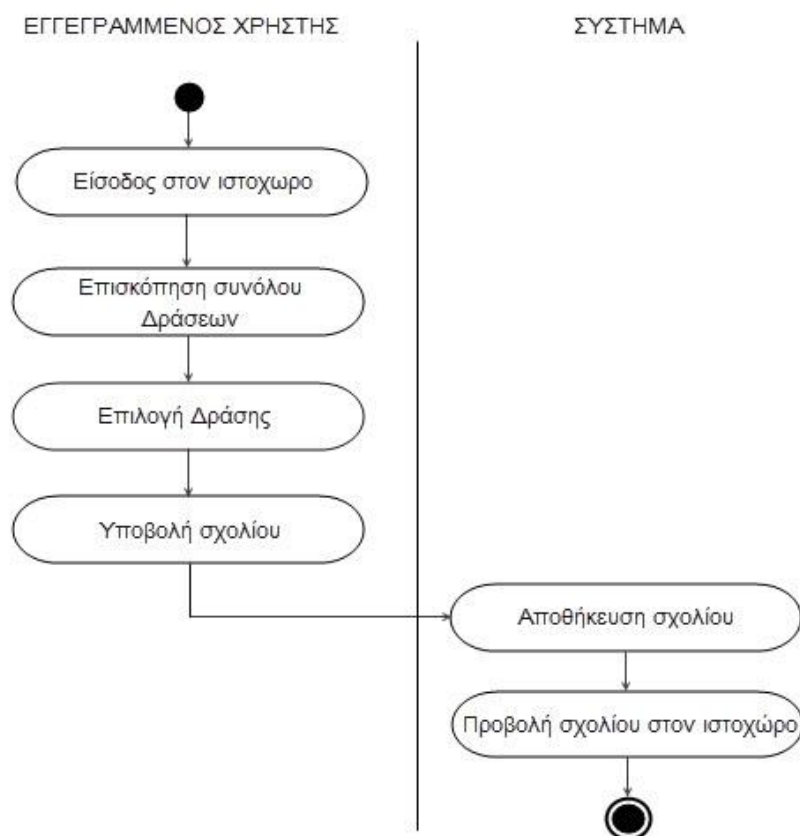 ΕΓΓΕΓΡΑΜΜΕΝΟΣ ΧΡΗΣΤΗΣ
ΣΥΣΤΗΜΑ
Είσοδος στον ιστοχωρο
Επισκόπηση συνόλου
Δράσεων
Επιλογή Δράσης
Υποβολή σχολίου
Αποθήκευση σχολίου
Προβολή σχολίου στον ιστοχώρο